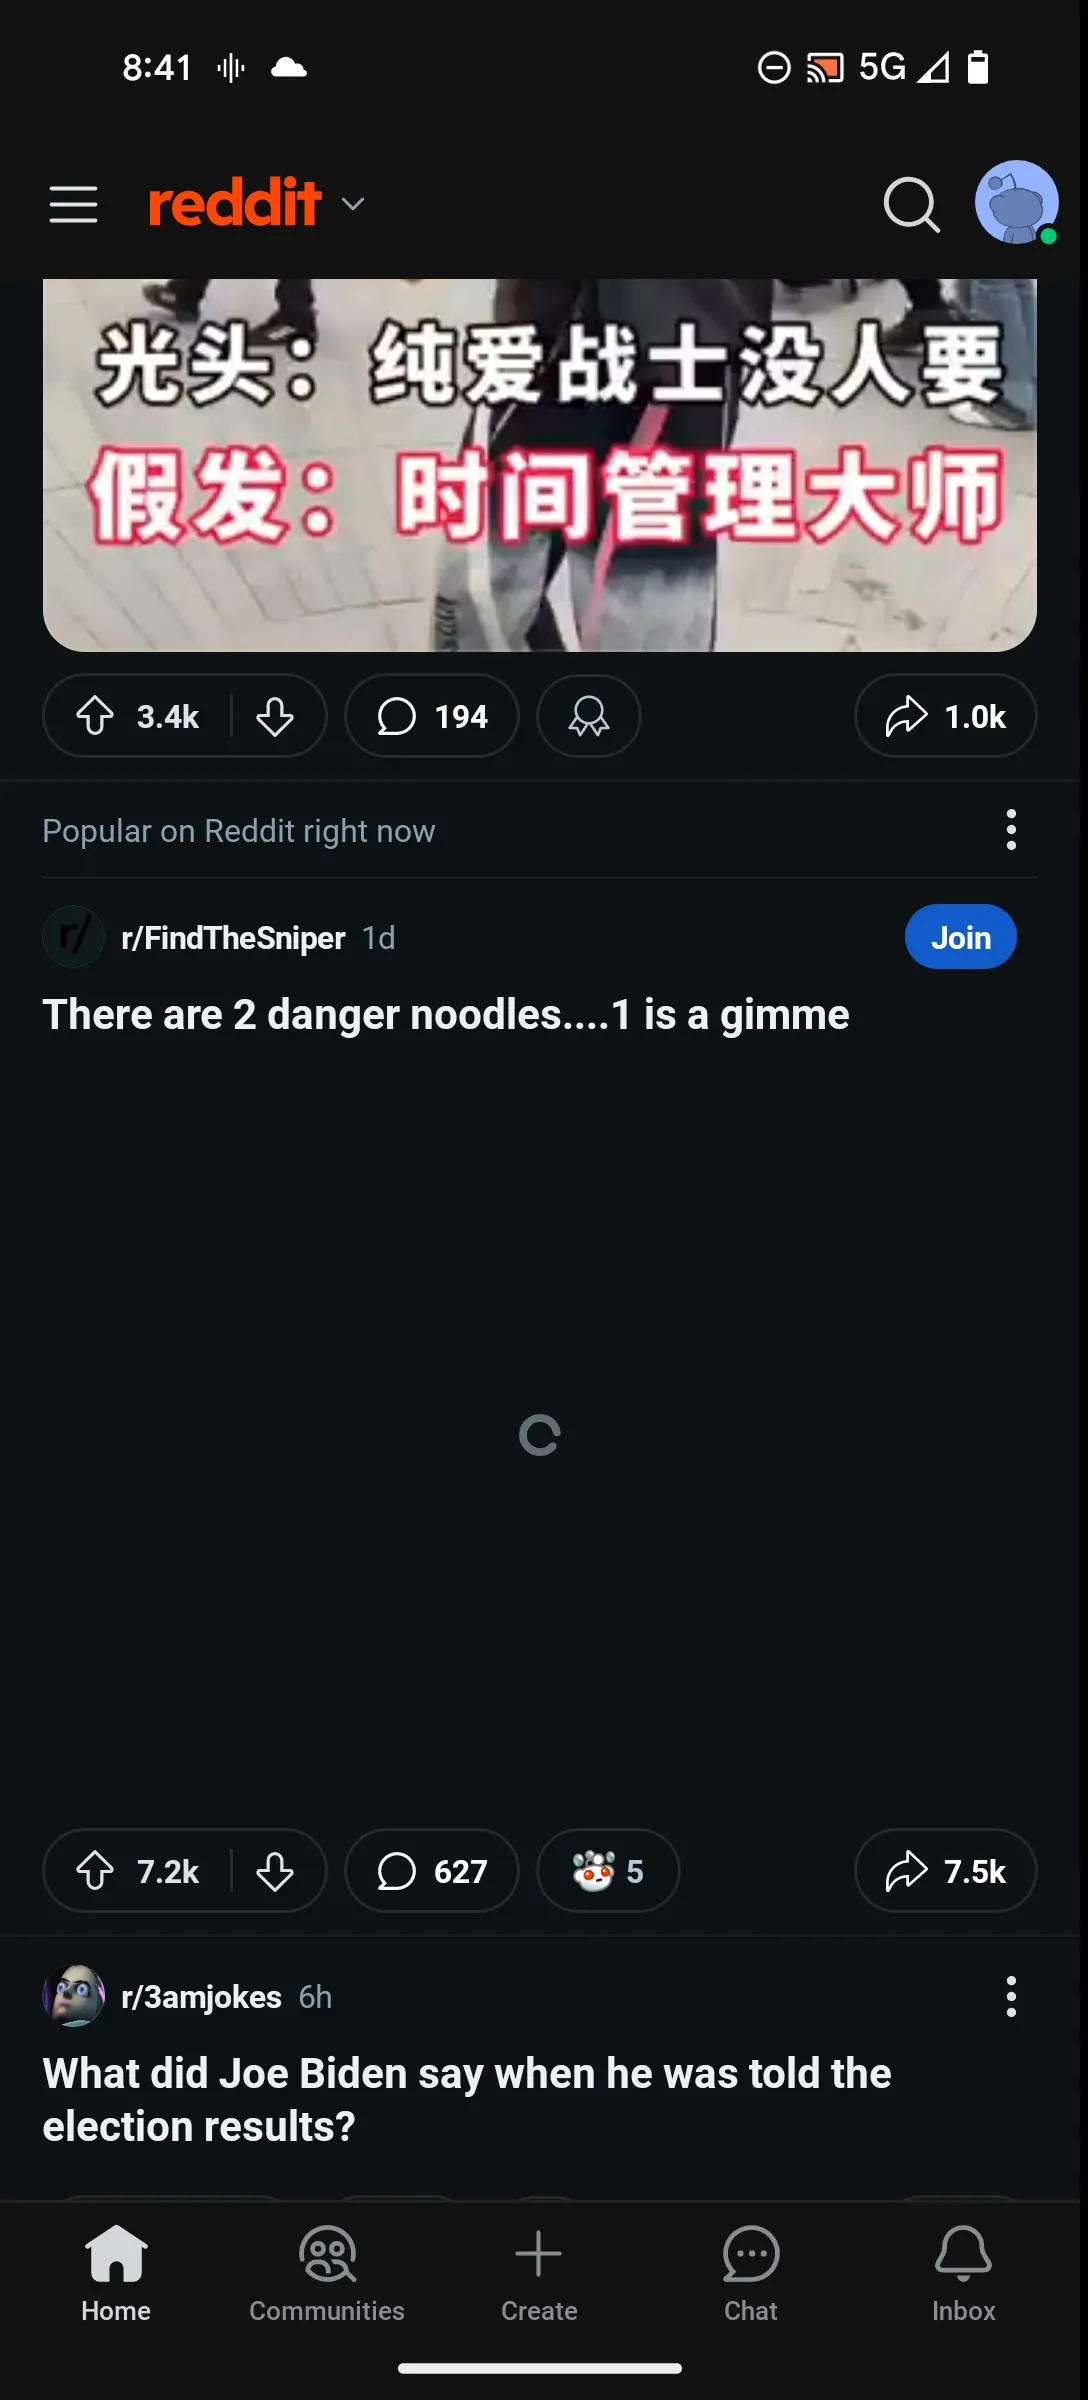 8:41
5G
reddit
光头：纯爱战士没人要
假发：时间管理大师
3.4k
194
1.0k
Popular on Reddit right now
r/
r/FindTheSniper 1d
Join
There are 2 danger noodles....1 is a gimme
7.2k
627
5
7.5k
r/3amjokes 6h
What did Joe Biden say when he was told the
election results?
Home
Communities
Create
Chat
Inbox